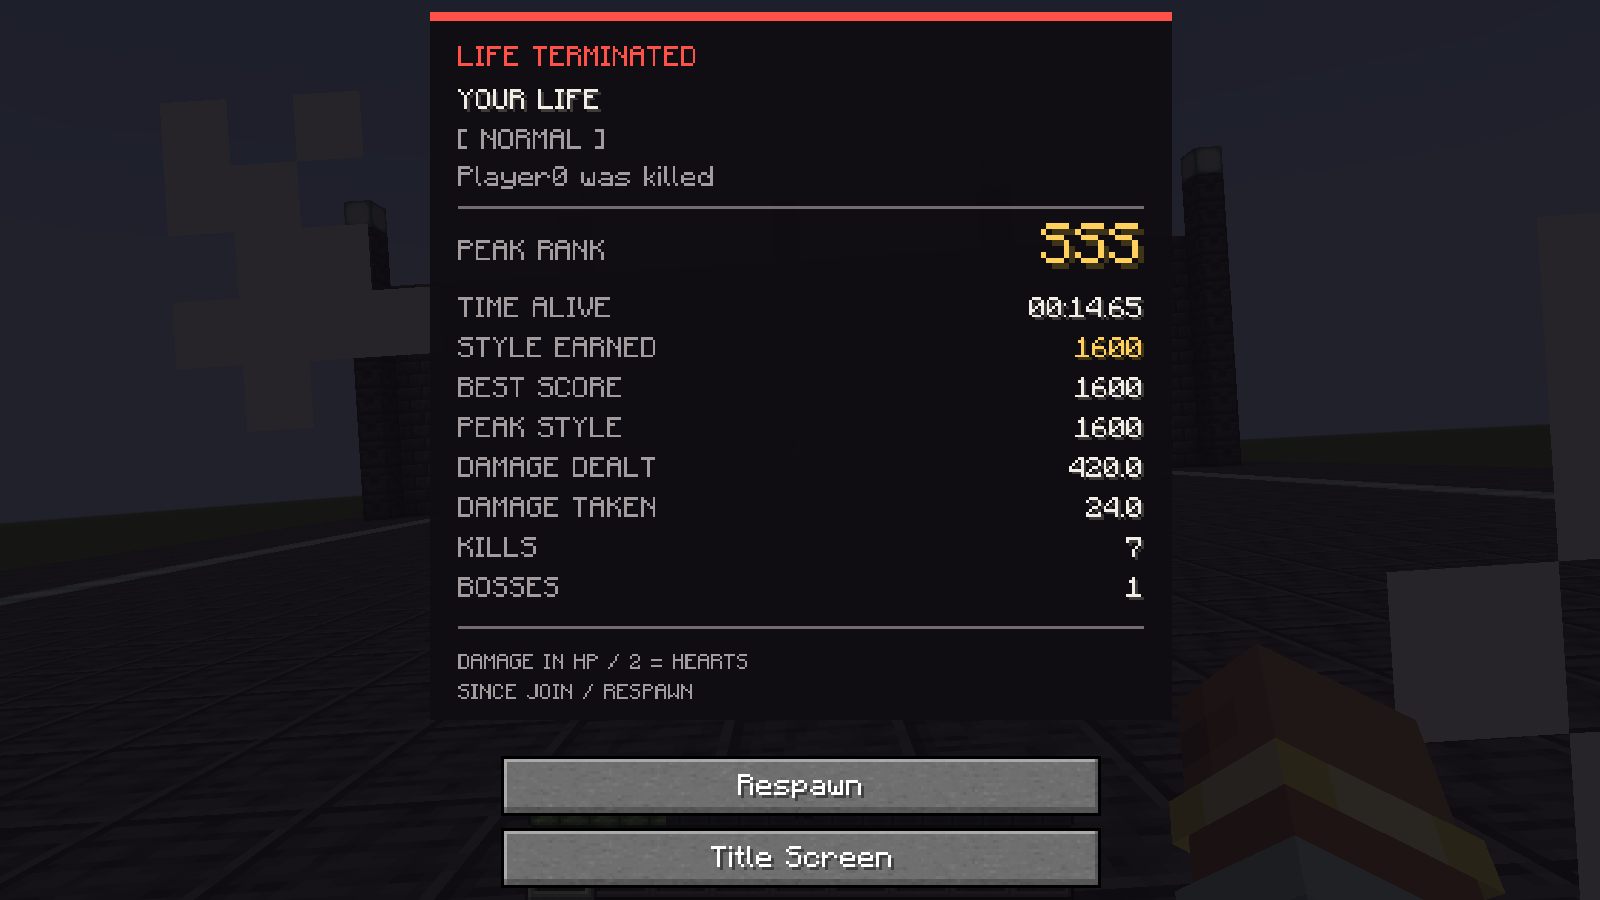 LIFE TERMINATED
YOUR LIFE
[ NORMAL ]
Player0 was killed
PEAK RANK SSS
TIME ALIVE 00:14.65
STYLE EARNED 1600
BEST SCORE 1600
PEAK STYLE 1600
DAMAGE DEALT 420.0
DAMAGE TAKEN 24.0
KILLS 7
BOSSES 1
DAMAGE IN HP / 2 = HEARTS
SINCE JOIN / RESPAWN
Respawn
Title Screen